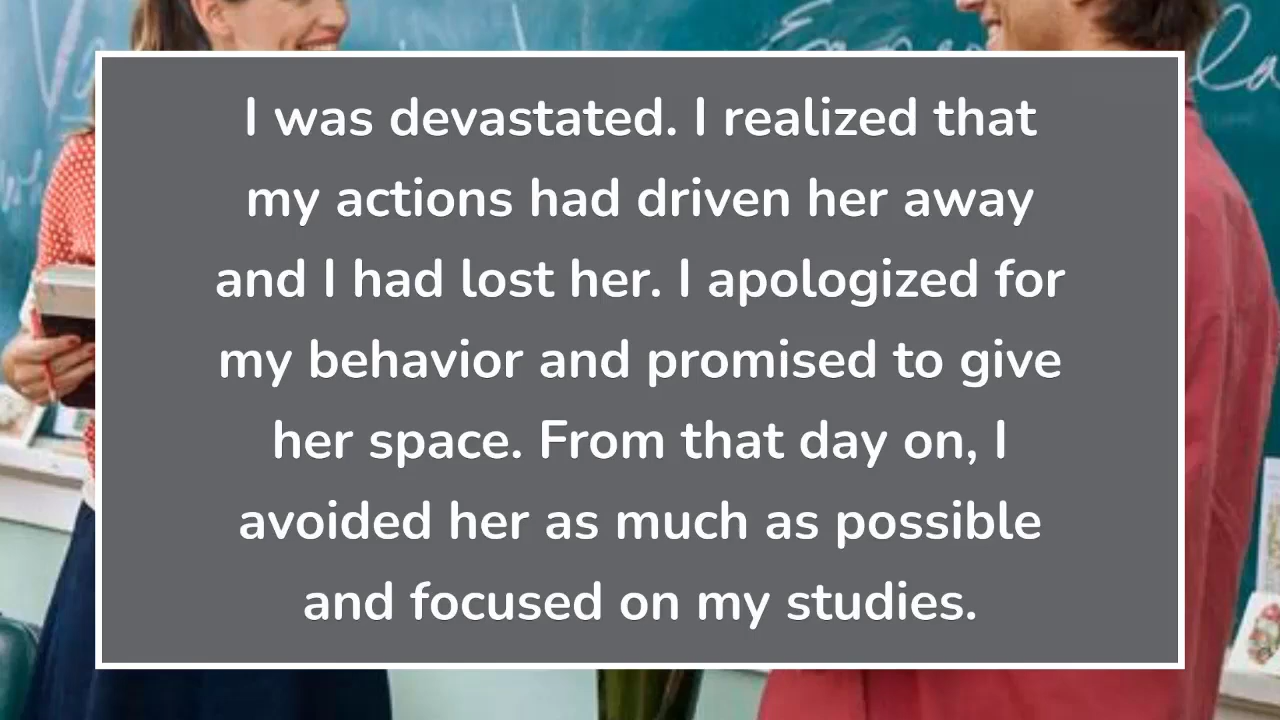 I was devastated. I realized that
my actions had driven her away
and I had lost her. I apologized for
my behavior and promised to give
her space. From that day on, I
avoided her as much as possible
and focused on my studies.